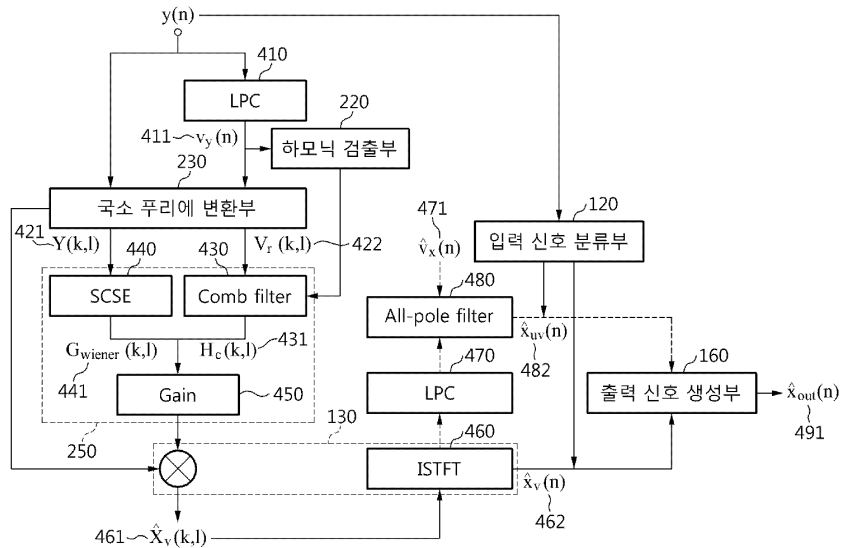 y(n)
410
LPC
220
411
v_y(n)
하모닉 검출부
230
국소 푸리에 변환부
421
Y(k,l)
V_r(k,l)
422
471
v̂_x(n)
120
입력 신호 분류부
440
430
SCSE
Comb filter
480
All-pole filter
x̂_uv(n)
482
G_wiener(k,l)
H_c(k,l)
431
441
470
LPC
160
출력 신호 생성부
x̂_out(n)
491
Gain
450
250
130
460
ISTFT
x̂_v(n)
462
461
X̂_v(k,l)